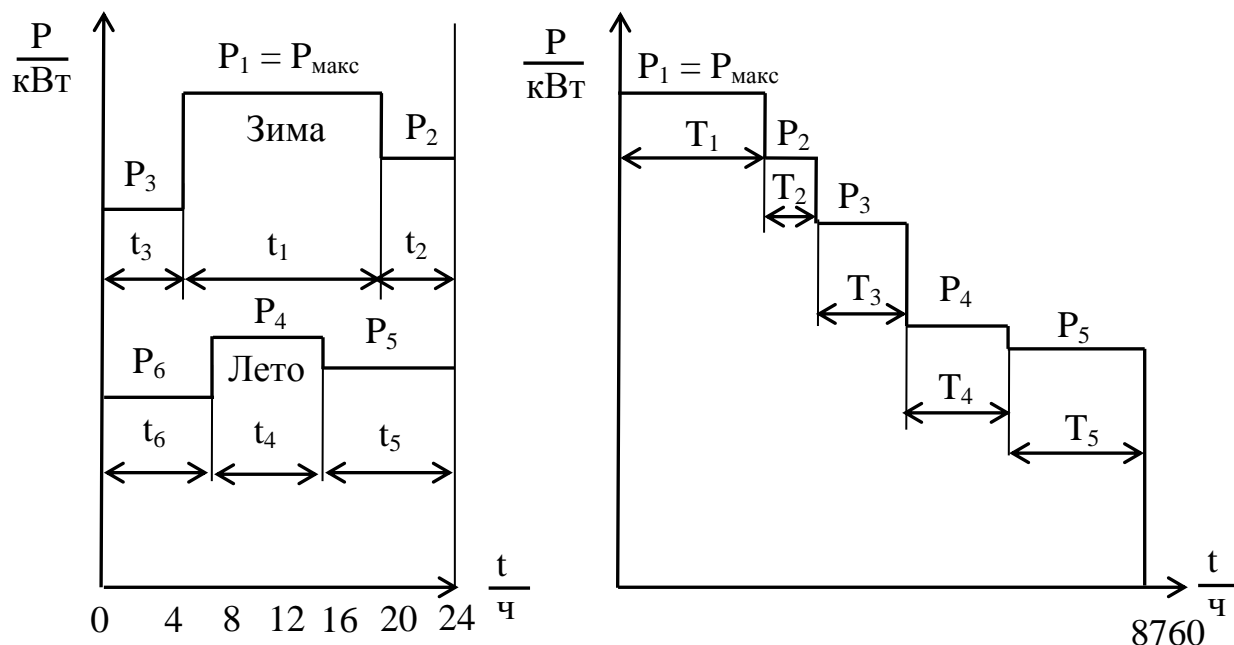 P
кВт
P₁ = Pмакс
Зима
P₂
P₃
t₃
t₁
t₂
P₄
P₅
P₆
Лето
t₆
t₄
t₅
t
ч
0 4 8 12 16 20 24
P
кВт
P₁ = Pмакс
T₁
P₂
T₂
P₃
T₃
P₄
P₅
T₄
T₅
t
ч
8760